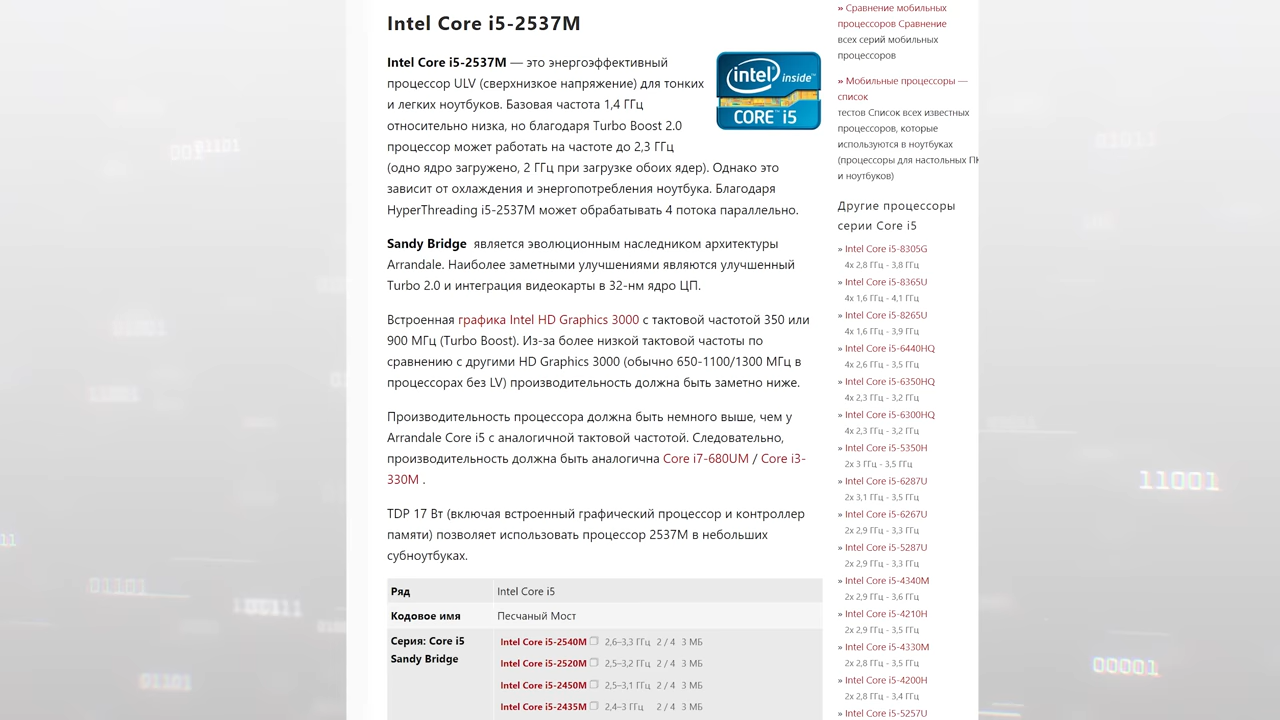 Intel Core i5-2537M
Intel Core i5-2537M — это энергоэффективный
процессор ULV (сверхнизкое напряжение) для тонких
и легких ноутбуков. Базовая частота 1,4 ГГц
относительно низка, но благодаря Turbo Boost 2.0
процессор может работать на частоте до 2,3 ГГц
(одно ядро загружено, 2 ГГц при загрузке обоих ядер). Однако это
зависит от охлаждения и энергопотребления ноутбука. Благодаря
HyperThreading i5-2537M может обрабатывать 4 потока параллельно.
intel inside™
CORE™ i5
Sandy Bridge является эволюционным наследником архитектуры
Arrandale. Наиболее заметными улучшениями являются улучшенный
Turbo 2.0 и интеграция видеокарты в 32-нм ядро ЦП.
Встроенная графика Intel HD Graphics 3000 с тактовой частотой 350 или
900 МГц (Turbo Boost). Из-за более низкой тактовой частоты по
сравнению с другими HD Graphics 3000 (обычно 650-1100/1300 МГц в
процессорах без LV) производительность должна быть заметно ниже.
Производительность процессора должна быть немного выше, чем у
Arrandale Core i5 с аналогичной тактовой частотой. Следовательно,
производительность должна быть аналогична Core i7-680UM / Core i3-
330M .
TDP 17 Вт (включая встроенный графический процессор и контроллер
памяти) позволяет использовать процессор 2537M в небольших
субноутбуках.
Ряд Intel Core i5
Кодовое имя Песчаный Мост
Серия: Core i5
Sandy Bridge
Intel Core i5-2540M 2,6–3,3 ГГц 2 / 4 3 МБ
Intel Core i5-2520M 2,5–3,2 ГГц 2 / 4 3 МБ
Intel Core i5-2450M 2,5–3,1 ГГц 2 / 4 3 МБ
Intel Core i5-2435M 2,4–3 ГГц 2 / 4 3 МБ
» Сравнение мобильных
процессоров Сравнение
всех серий мобильных
процессоров
» Мобильные процессоры —
список
тестов Список всех известных
процессоров, которые
используются в ноутбуках
(процессоры для настольных ПК
и ноутбуков)
Другие процессоры
серии Core i5
» Intel Core i5-8305G
4x 2,8 ГГц - 3,8 ГГц
» Intel Core i5-8365U
4x 1,6 ГГц - 4,1 ГГц
» Intel Core i5-8265U
4x 1,6 ГГц - 3,9 ГГц
» Intel Core i5-6440HQ
4x 2,6 ГГц - 3,5 ГГц
» Intel Core i5-6350HQ
4x 2,3 ГГц - 3,2 ГГц
» Intel Core i5-6300HQ
4x 2,3 ГГц - 3,2 ГГц
» Intel Core i5-5350H
2x 3 ГГц - 3,5 ГГц
» Intel Core i5-6287U
2x 3,1 ГГц - 3,5 ГГц
» Intel Core i5-6267U
2x 2,9 ГГц - 3,3 ГГц
» Intel Core i5-5287U
2x 2,9 ГГц - 3,3 ГГц
» Intel Core i5-4340M
2x 2,9 ГГц - 3,6 ГГц
» Intel Core i5-4210H
2x 2,9 ГГц - 3,5 ГГц
» Intel Core i5-4330M
2x 2,8 ГГц - 3,5 ГГц
» Intel Core i5-4200H
2x 2,8 ГГц - 3,4 ГГц
» Intel Core i5-5257U
11001
00001
01101